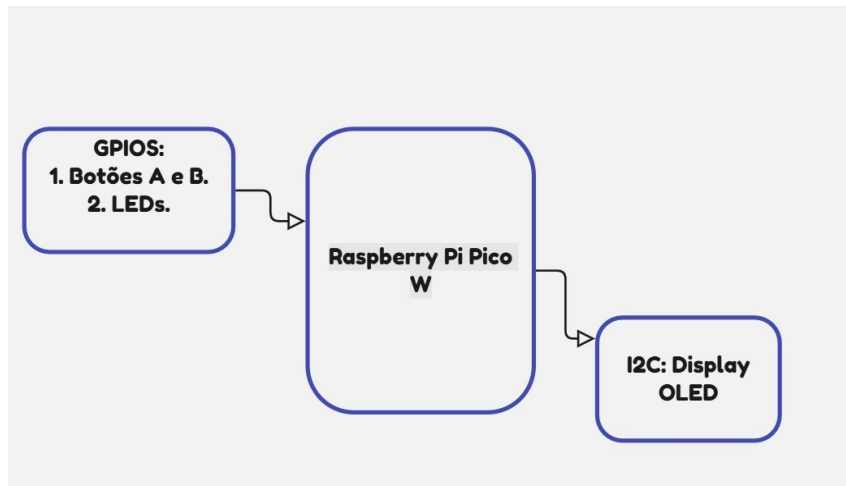 GPIOS:
1. Botões A e B.
2. LEDs.
Raspberry Pi Pico
W
I2C: Display
OLED